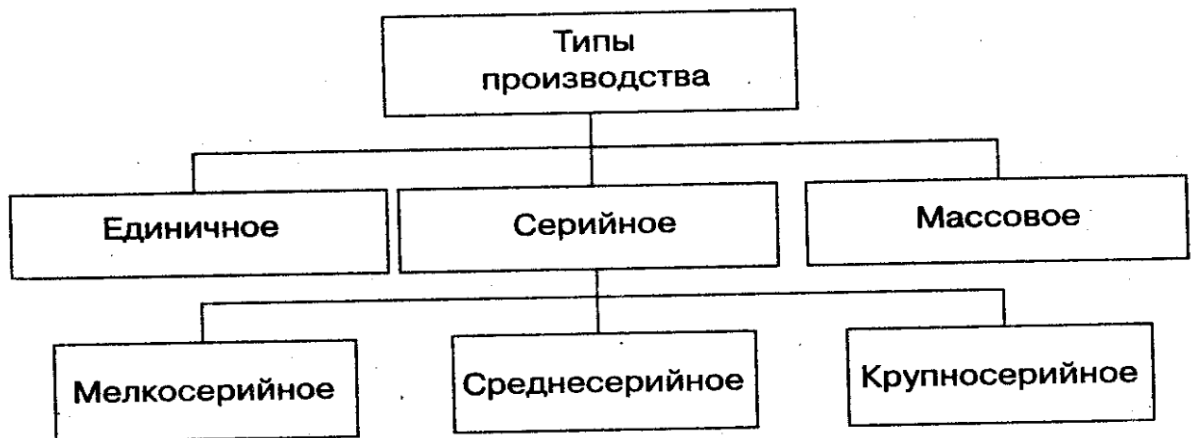 Типы
производства
Единичное
Серийное
Массовое
Мелкосерийное
Среднесерийное
Крупносерийное